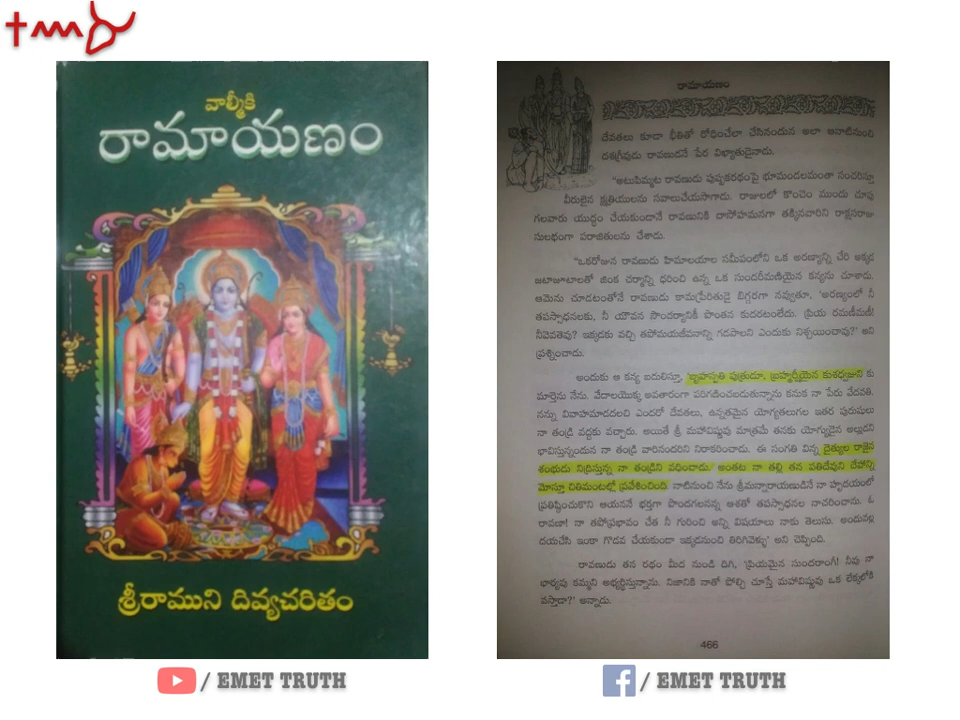 వాల్మీకి
రామాయణం
శ్రీరాముని దివ్యచరితం
రామాయణం
దేవతలు కూడా భీతితో రోధించేలా చేసినందున అలా ఆనాటినుంచి
దశగ్రీవుడు రావణుడనే పేర విఖ్యాతుడైనాడు.
"అటుపిమ్మట రావణుడు పుష్పకరథంపై భూమండలమంతా సంచరిస్తు
వీరులైన క్షత్రియులను సవాలుచేయసాగాడు. రాజులలో కొంచెం ముందు చూపు
గలవారు యుద్ధం చేయకుండానే రావణునికి దాసోహమనగా తక్కినవారిని రాక్షసరాజు
సులభంగా పరాజితులను చేశాడు.
"ఒకరోజున రావణుడు హిమాలయాల సమీపంలోని ఒక అరణ్యాన్ని చేరి అక్కడ
జటాజూటాలతో జింక చర్మాన్ని ధరించి ఉన్న ఒక సుందరీమణియైన కన్యను చూశాడు.
ఆమెను చూడటంతోనే రావణుడు కామప్రేరితుడై బిగ్గరగా నవ్వుతూ, 'అరణ్యంలో నీ
తపస్సాధనలకు, నీ యౌవన సౌందర్యానికీ పొంతన కుదరటంలేదు. ప్రియ రమణీమణీ!
నీవెవతెవు? ఇక్కడకు వచ్చి తపోమయజీవనాన్ని గడపాలని ఎందుకు నిశ్చయించావు?' అని
ప్రశ్నించాడు.
అందుకు ఆ కన్య బదులిస్తూ, 'బృహస్పతి పుత్రుడూ, బ్రహ్మర్షియైన కుశధ్వజుని కు
మార్తెను నేను. వేదాలయొక్క అవతారంగా పరిగణించబడుతున్నాను కనుక నా పేరు వేదవతి.
నన్ను వివాహమాడదలచి ఎందరో దేవతలు, ఉన్నతమైన యోగ్యతలుగల ఇతర పురుషులు
నా తండ్రి వద్దకు వచ్చారు. అయితే శ్రీ మహావిష్ణువు మాత్రమే తనకు యోగ్యుడైన అల్లుడని
భావిస్తున్నందున నా తండ్రి వారినందరిని నిరాకరించాడు. ఈ సంగతి విన్న దైత్యుల రాజైన
శంభుడు నిద్రిస్తున్న నా తండ్రిని వధించాడు. అంతట నా తల్లి తన పతిదేవుని దేహాన్ని
మోస్తూ చితిమంటల్లో ప్రవేశించింది. నాటినుంచి నేను శ్రీమన్నారాయణుడినే నా హృదయంలో
ప్రతిష్ఠించుకొని ఆయననే భర్తగా పొందగలనన్న ఆశతో తపస్సాధనల నాచరించాను. ఓ
రావణా! నా తపోప్రభావం చేత నీ గురించి అన్ని విషయాలు నాకు తెలుసు. అందువల్ల
దయచేసి ఇంకా గొడవ చేయకుండా ఇక్కడనుంచి తిరిగివెళ్ళు' అని చెప్పింది.
రావణుడు తన రథం మీద నుండి దిగి, 'ప్రియమైన సుందరాంగీ! నీవు నా
భార్యవు కమ్మని అభ్యర్థిస్తున్నాను. నిజానికి నాతో పోల్చి చూస్తే మహావిష్ణువు ఒక లేక్కలోకి
వస్తాడా?' అన్నాడు.
466
/ EMET TRUTH
/ EMET TRUTH